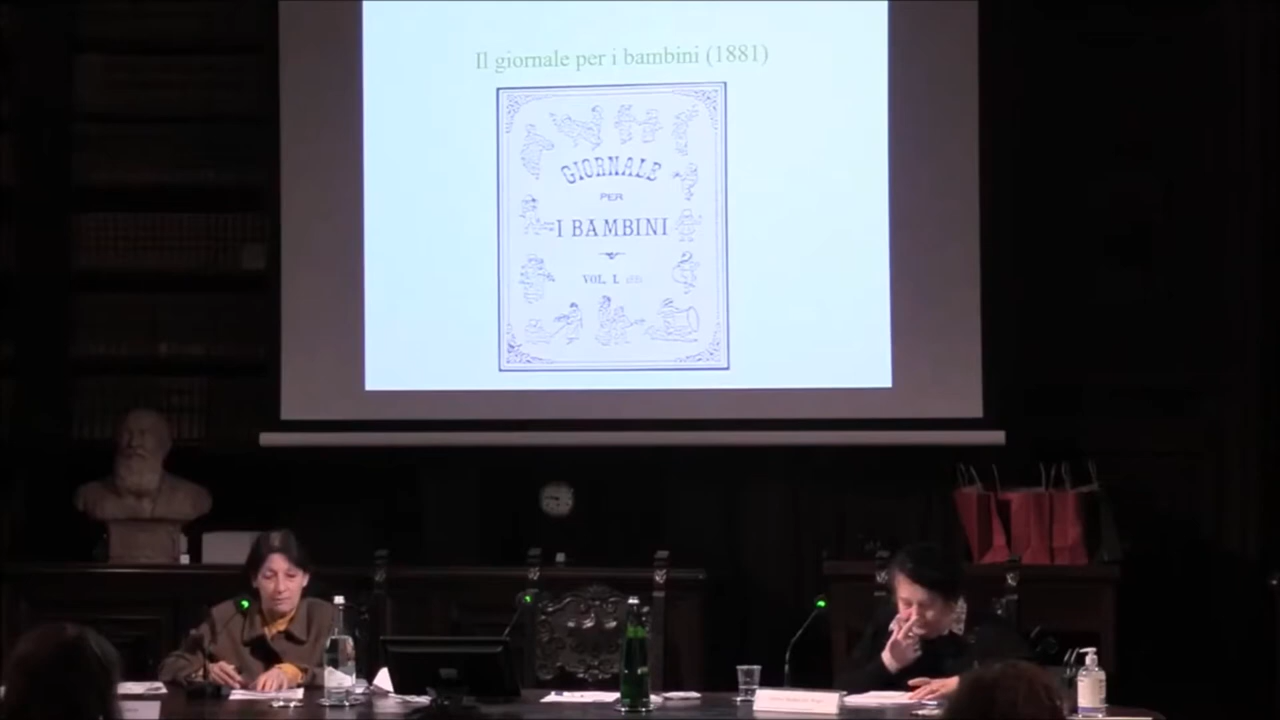 Il giornale per i bambini (1881)
GIORNALE
PER
I BAMBINI
VOL. I.